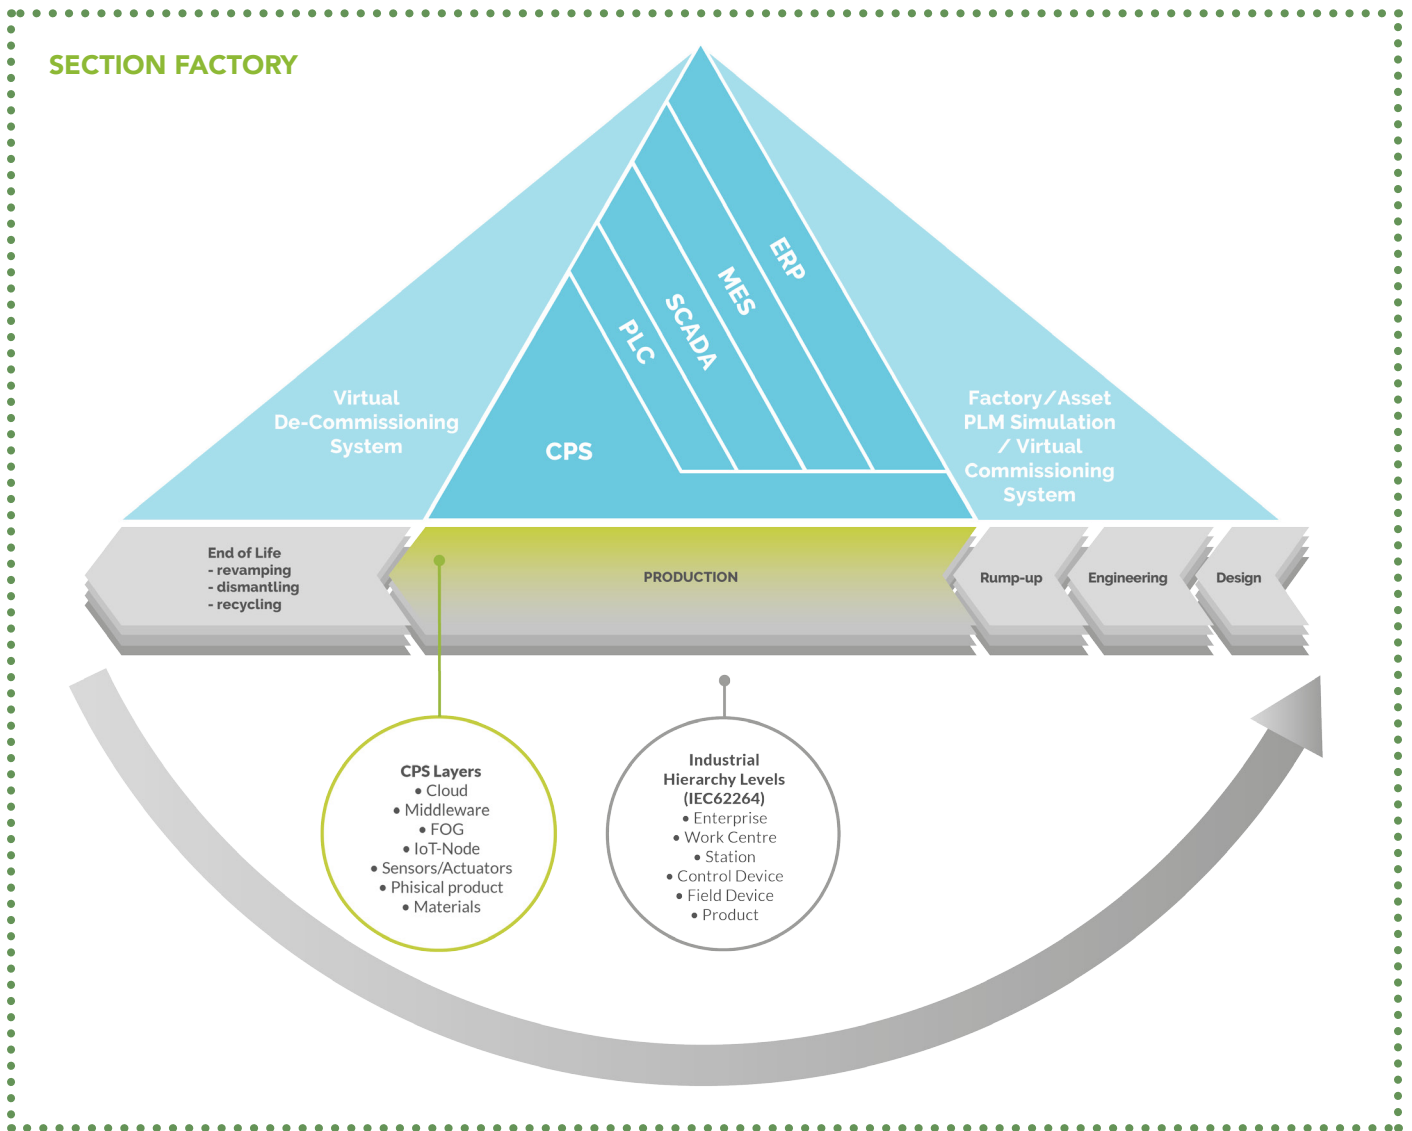 SECTION FACTORY
ERP
MES
SCADA
PLC
CPS
Virtual
De-Commissioning
System
Factory/Asset
PLM Simulation
/ Virtual
Commissioning
System
End of Life
- revamping
- dismantling
- recycling
PRODUCTION
Rump-up
Engineering
Design
CPS Layers
• Cloud
• Middleware
• FOG
• IoT-Node
• Sensors/Actuators
• Phisical product
• Materials
Industrial
Hierarchy Levels
(IEC62264)
• Enterprise
• Work Centre
• Station
• Control Device
• Field Device
• Product